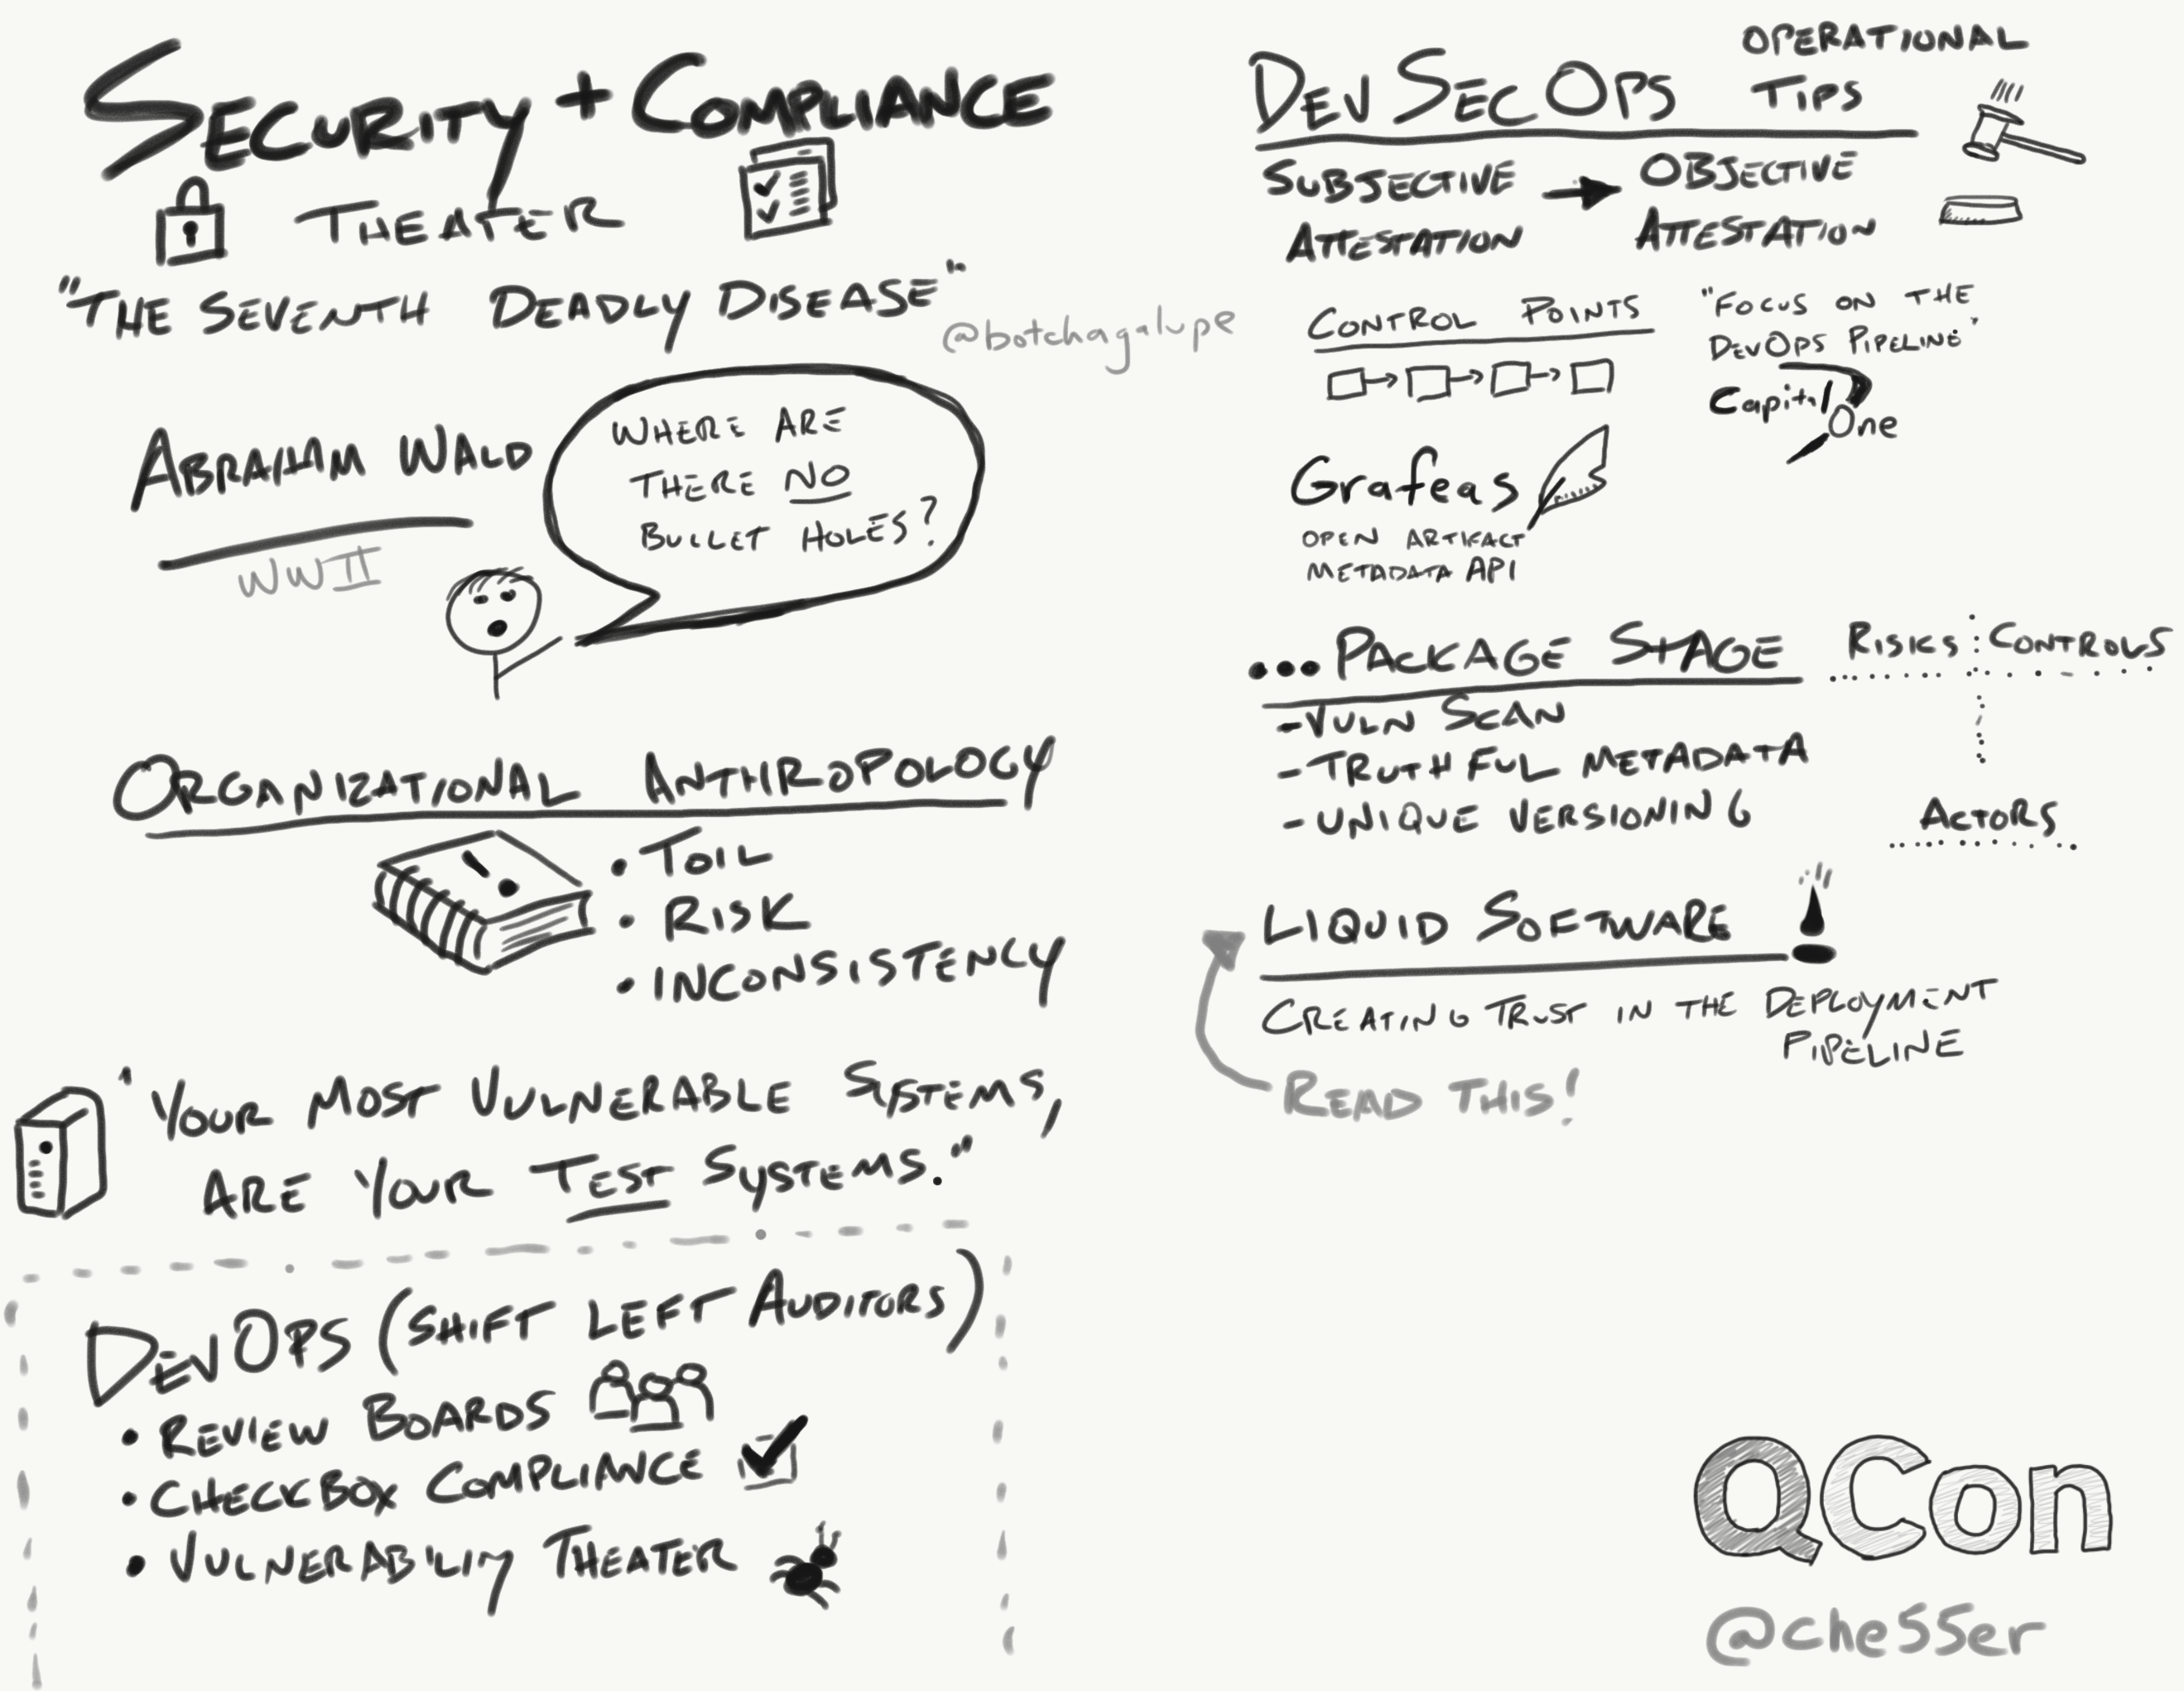 SECURITY + COMPLIANCE
THEATER
"THE SEVENTH DEADLY DISEASE"
@botchagalupe
ABRAHAM WALD
WWII
WHERE ARE
THERE NO
BULLET HOLES?
ORGANIZATIONAL ANTHROPOLOGY
• TOIL
• RISK
• INCONSISTENCY
"YOUR MOST VULNERABLE SYSTEMS,
ARE YOUR TEST SYSTEMS."
DEVOPS (SHIFT LEFT AUDITORS)
• REVIEW BOARDS
• CHECKBOX COMPLIANCE
• VULNERABILITY THEATER
DEVSECOPS
OPERATIONAL
TIPS
SUBJECTIVE
ATTESTATION
OBJECTIVE
ATTESTATION
CONTROL POINTS
"FOCUS ON THE
DEVOPS PIPELINE"
Capital
One
Grafeas
OPEN ARTIFACT
METADATA API
...PACKAGE STAGE
RISKS
CONTROLS
- VULN SCAN
- TRUTHFUL METADATA
- UNIQUE VERSIONING
ACTORS
LIQUID SOFTWARE
CREATING TRUST IN THE DEPLOYMENT
PIPELINE
READ THIS!
QCon
@chesser